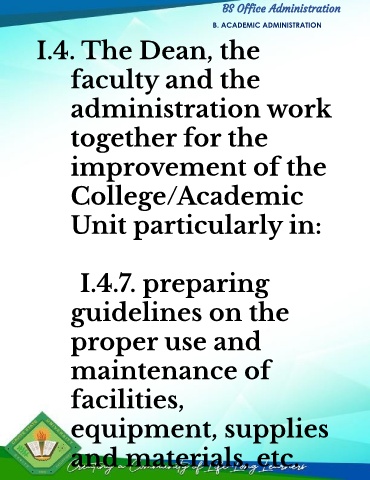 BS Office Administration
B. ACADEMIC ADMINISTRATION
I.4. The Dean, the
faculty and the
administration work
together for the
improvement of the
College/Academic
Unit particularly in:
I.4.7. preparing
guidelines on the
proper use and
maintenance of
facilities,
equipment, supplies
and materials, etc.
Creating a Community of Life Long Learners